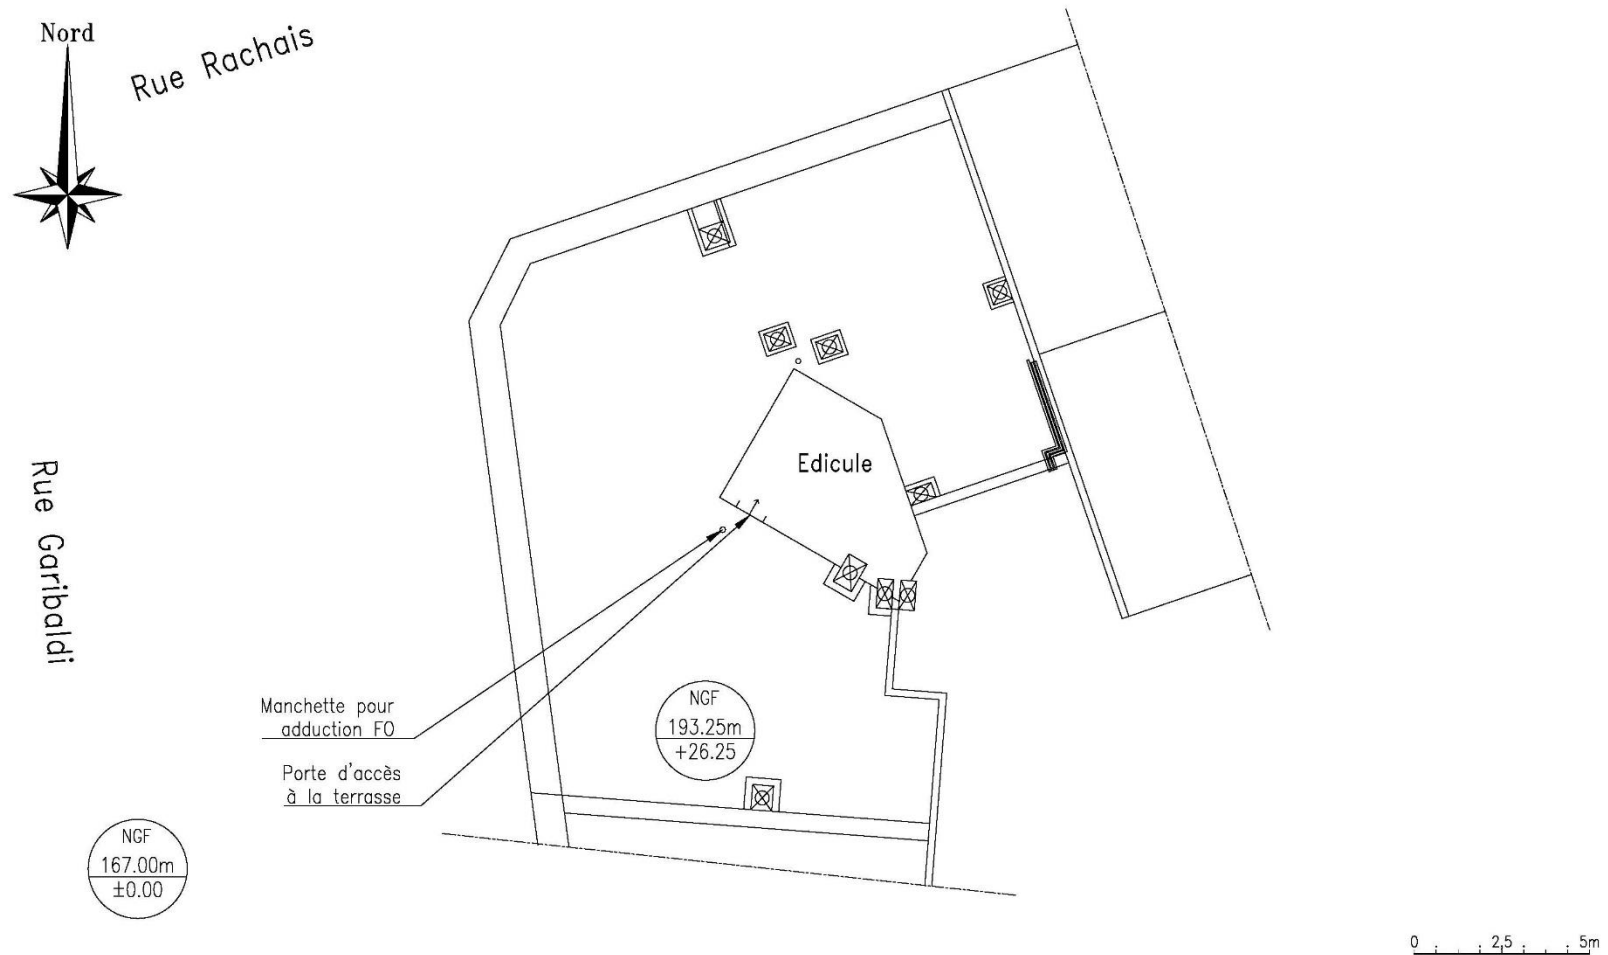 Nord
Rue Rachais
Edicule
Rue Garibaldi
Manchette pour
adduction FO
Porte d'accès
à la terrasse
NGF
193.25m
+26.25
NGF
167.00m
±0.00
0 2,5 5m